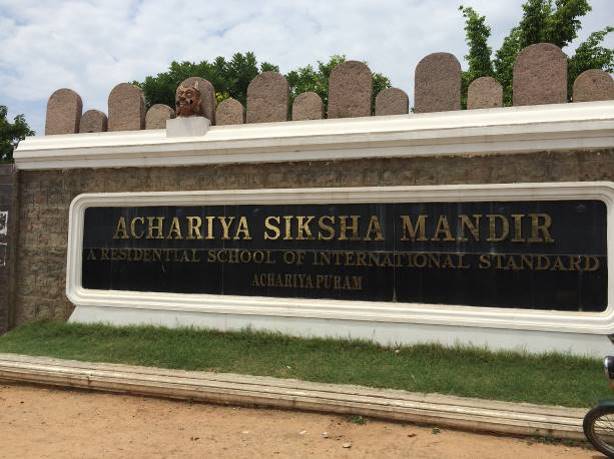 ACHARIYA SIKSHA MANDIR
A RESIDENTIAL SCHOOL OF INTERNATIONAL STANDARD
ACHARIYAPURAM